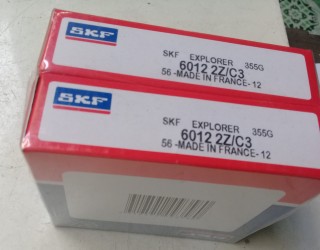 SKF
SKF EXPLORER 355G
6012 2Z/C3
56 -MADE IN FRANCE- 12
SKF
SKF EXPLORER 355G
6012 2Z/C3
56 -MADE IN FRANCE- 12